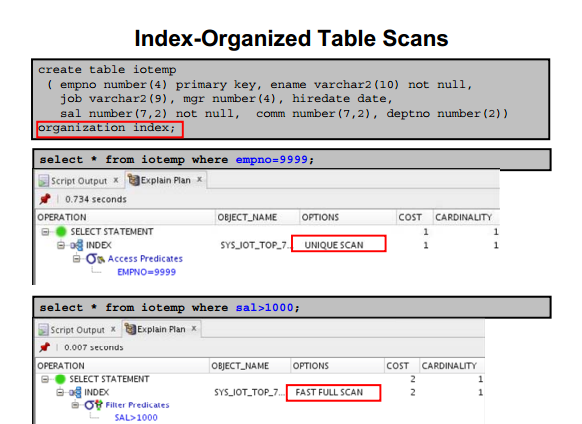 Index-Organized Table Scans
create table iotemp
( empno number(4) primary key, ename varchar2(10) not null,
job varchar2(9), mgr number(4), hiredate date,
sal number(7,2) not null, comm number(7,2), deptno number(2))
organization index;
select * from iotemp where empno=9999;
Script Output x Explain Plan x
0.734 seconds
OPERATION OBJECT_NAME OPTIONS COST CARDINALITY
SELECT STATEMENT 1 1
INDEX SYS_IOT_TOP_7... UNIQUE SCAN 1 1
Access Predicates
EMPNO=9999
select * from iotemp where sal>1000;
Script Output x Explain Plan x
0.007 seconds
OPERATION OBJECT_NAME OPTIONS COST CARDINALITY
SELECT STATEMENT 2 1
INDEX SYS_IOT_TOP_7... FAST FULL SCAN 2 1
Filter Predicates
SAL>1000